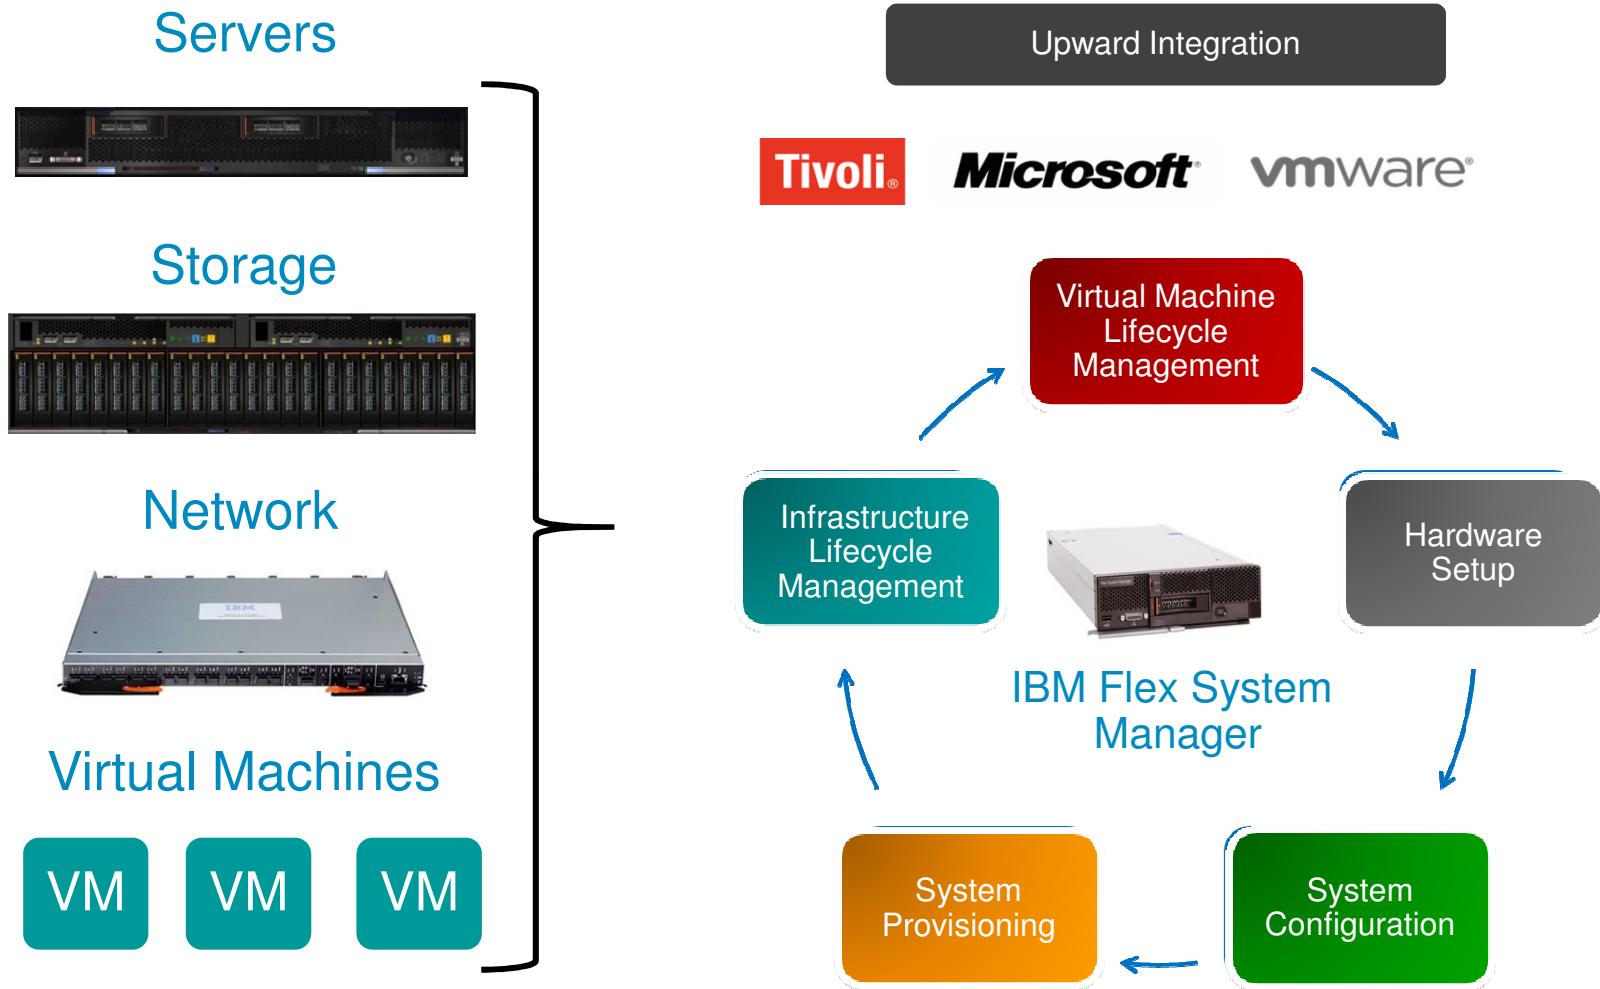 Servers
Storage
Network
IBM
Virtual Machines
VM
VM
VM
Upward Integration
Tivoli®
Microsoft®
vmware®
Virtual Machine
Lifecycle
Management
Infrastructure
Lifecycle
Management
Hardware
Setup
IBM Flex System
Manager
System
Provisioning
System
Configuration